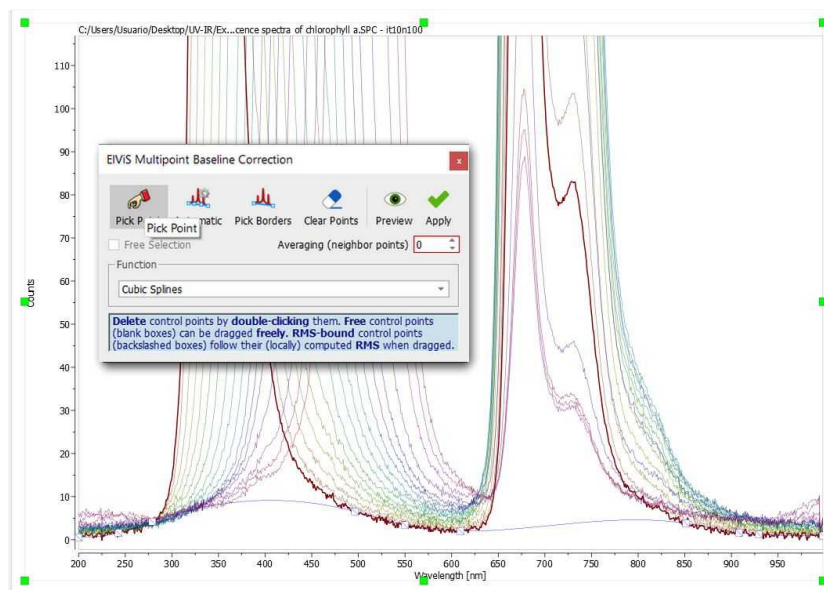 C:/Users/Usuario/Desktop/UV-IR/Ex...cence spectra of chlorophyll a.SPC - it10n100
110
100
90
80
70
60
50
40
30
20
10
0
Counts
ElViS Multipoint Baseline Correction
x
Pick Automatic Pick Borders Clear Points Preview Apply
Pick Point
Free Selection Averaging (neighbor points) 0
Function
Cubic Splines
Delete control points by double-clicking them. Free control points
(blank boxes) can be dragged freely. RMS-bound control points
(backslashed boxes) follow their (locally) computed RMS when dragged.
200 250 300 350 400 450 500 550 600 650 700 750 800 850 900 950
Wavelength [nm]